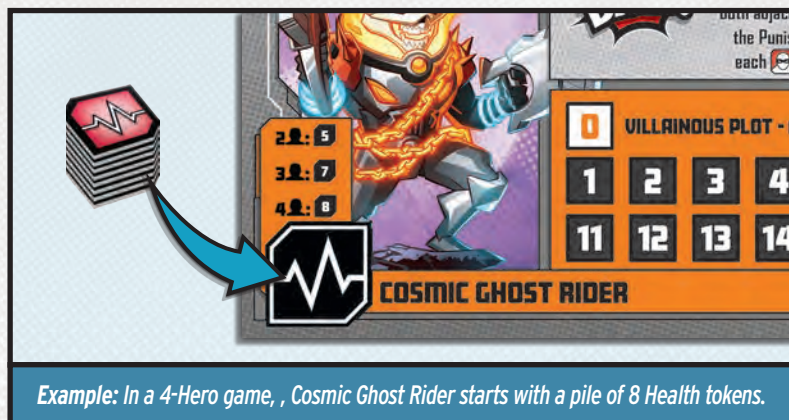 both adjac
the Punis
each
2 : 5
3 : 7
4 : 8
0 VILLAINOUS PLOT -
1 2 3 4
11 12 13 14
COSMIC GHOST RIDER
Example: In a 4-Hero game, , Cosmic Ghost Rider starts with a pile of 8 Health tokens.